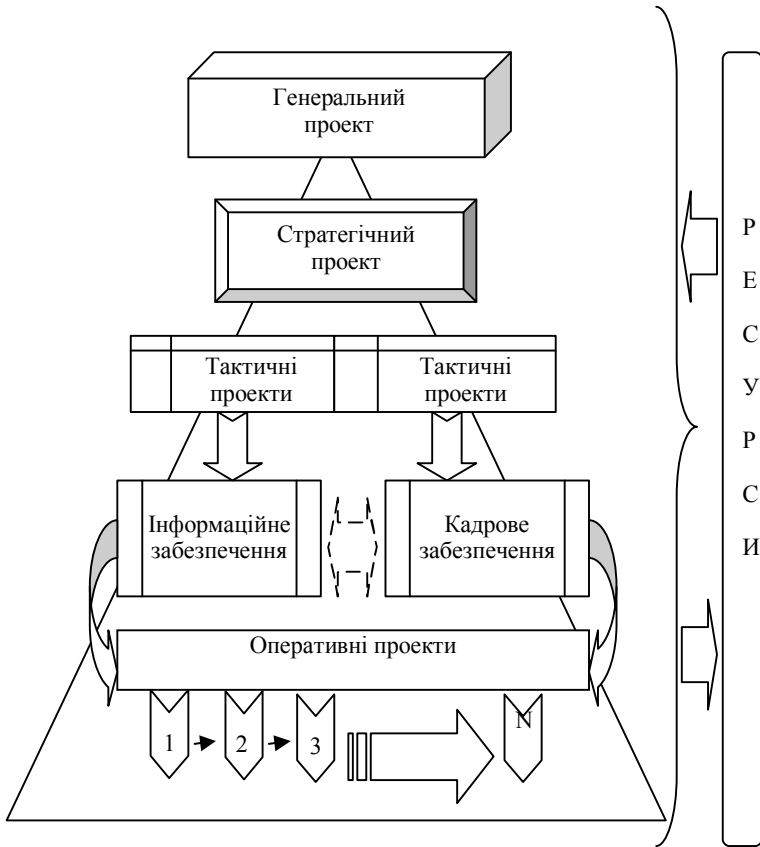 Генеральний
проект
Стратегічний
проект
Тактичні
проекти
Тактичні
проекти
Інформаційне
забезпечення
Кадрове
забезпечення
Оперативні проекти
1
2
3
N
Р
Е
С
У
Р
С
И